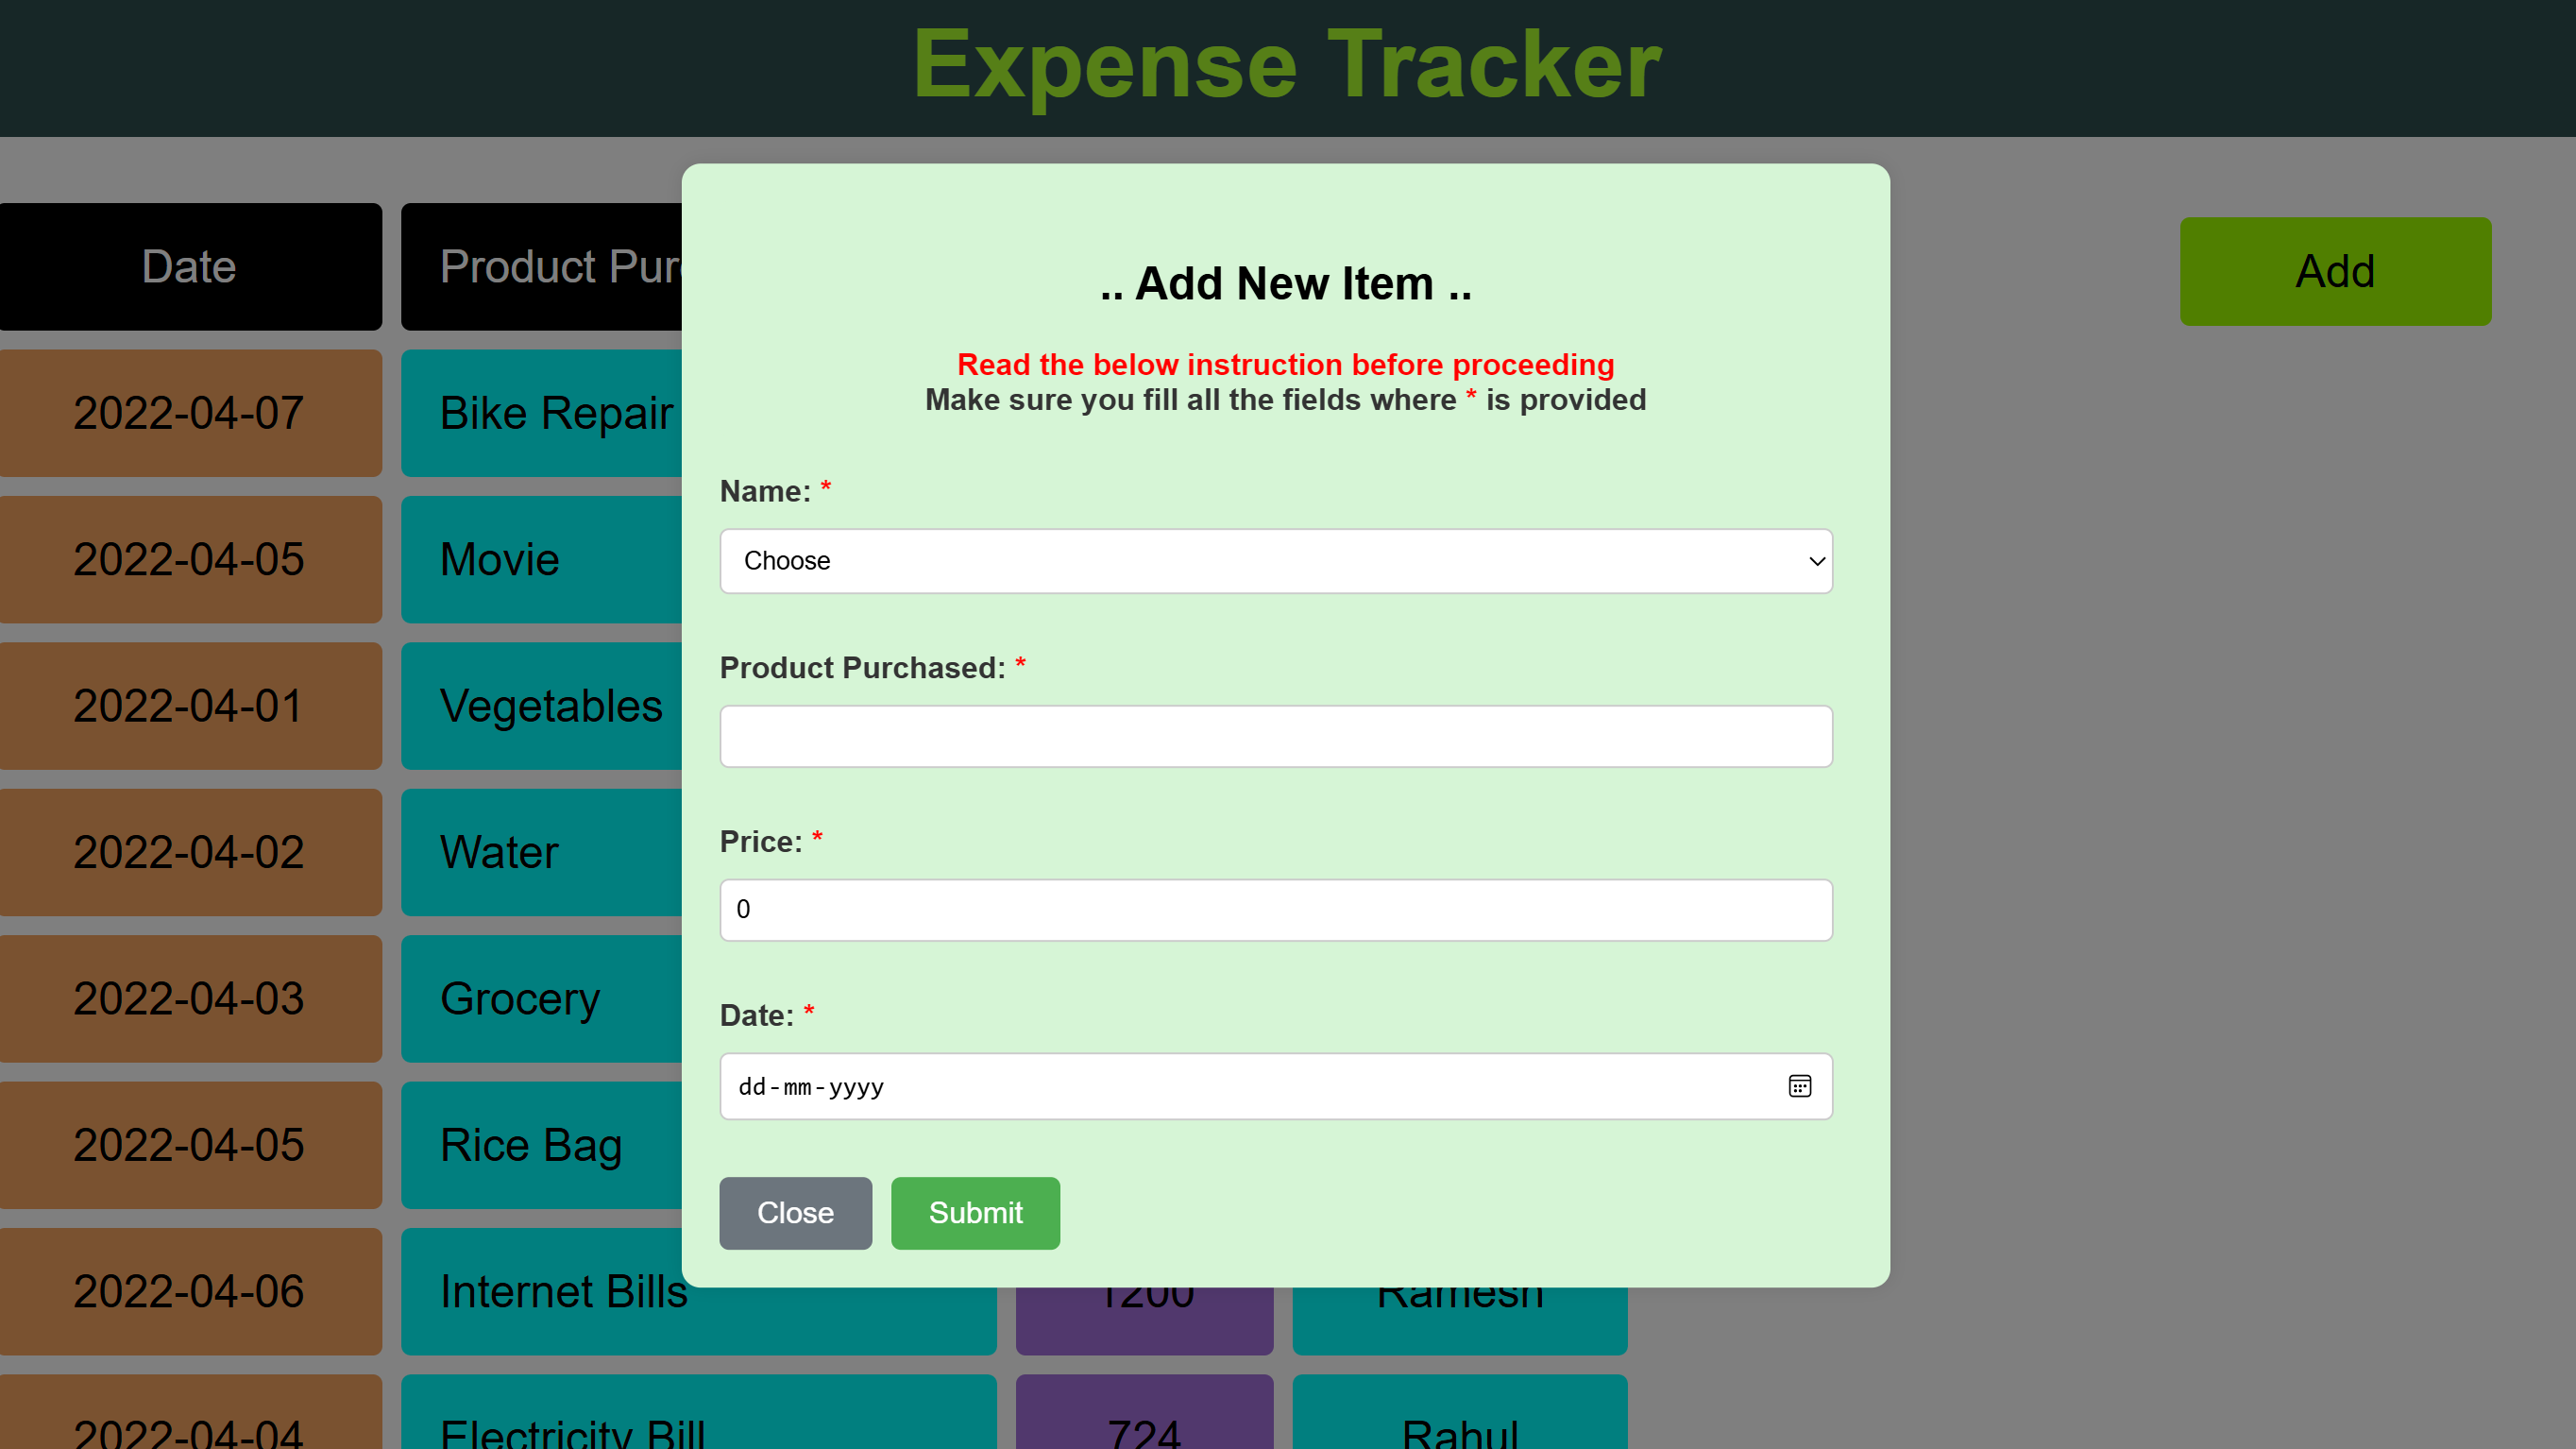 Expense Tracker
Date
Product Pur
Add
.. Add New Item ..
Read the below instruction before proceeding
Make sure you fill all the fields where * is provided
2022-04-07
Bike Repair
Name: *
Choose
2022-04-05
Movie
Product Purchased: *
2022-04-01
Vegetables
Price: *
0
2022-04-02
Water
2022-04-03
Grocery
Date: *
dd-mm-yyyy
2022-04-05
Rice Bag
Close
Submit
2022-04-06
Internet Bills
1200
Ramesh
2022-04-04
Electricity Bill
724
Rahul